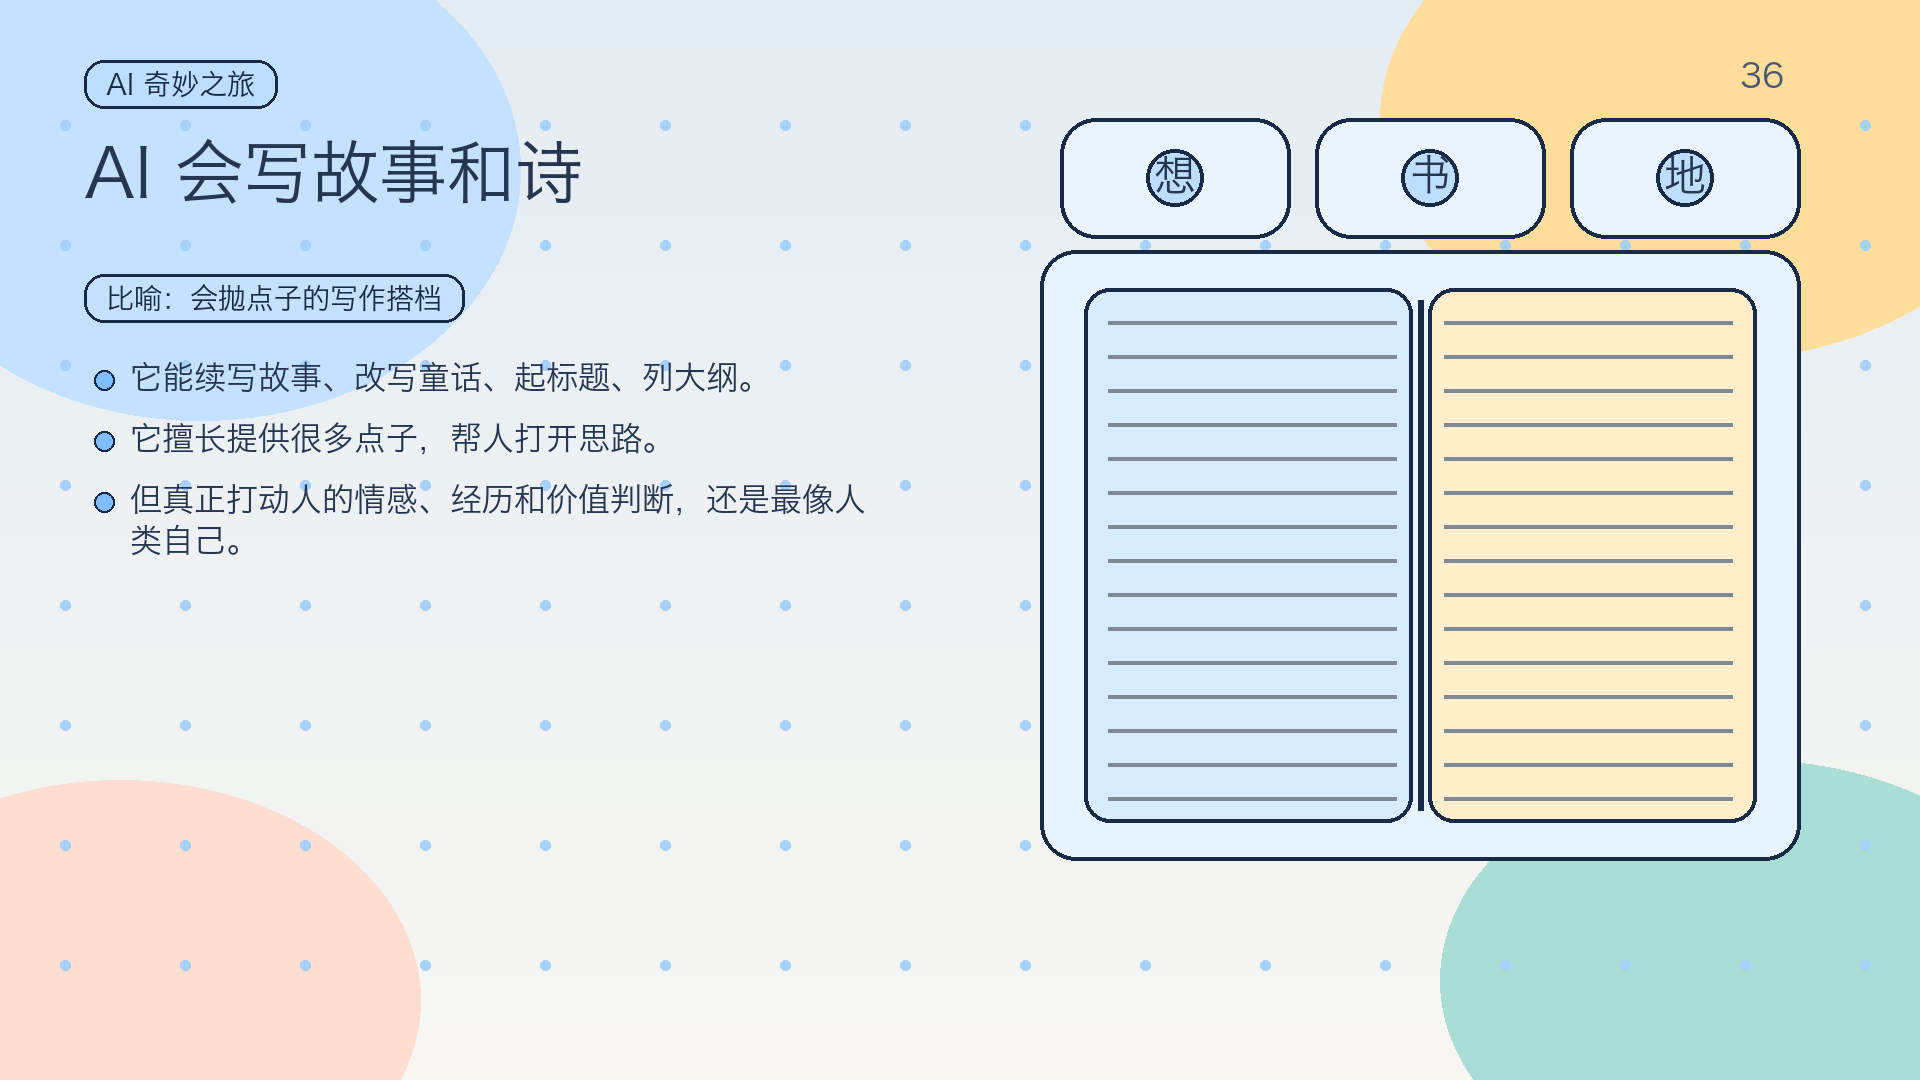 AI 奇妙之旅
36
AI 会写故事和诗
想
书
地
比喻：会抛点子的写作搭档
它能续写故事、改写童话、起标题、列大纲。
它擅长提供很多点子，帮人打开思路。
但真正打动人的情感、经历和价值判断，还是最像人
类自己。